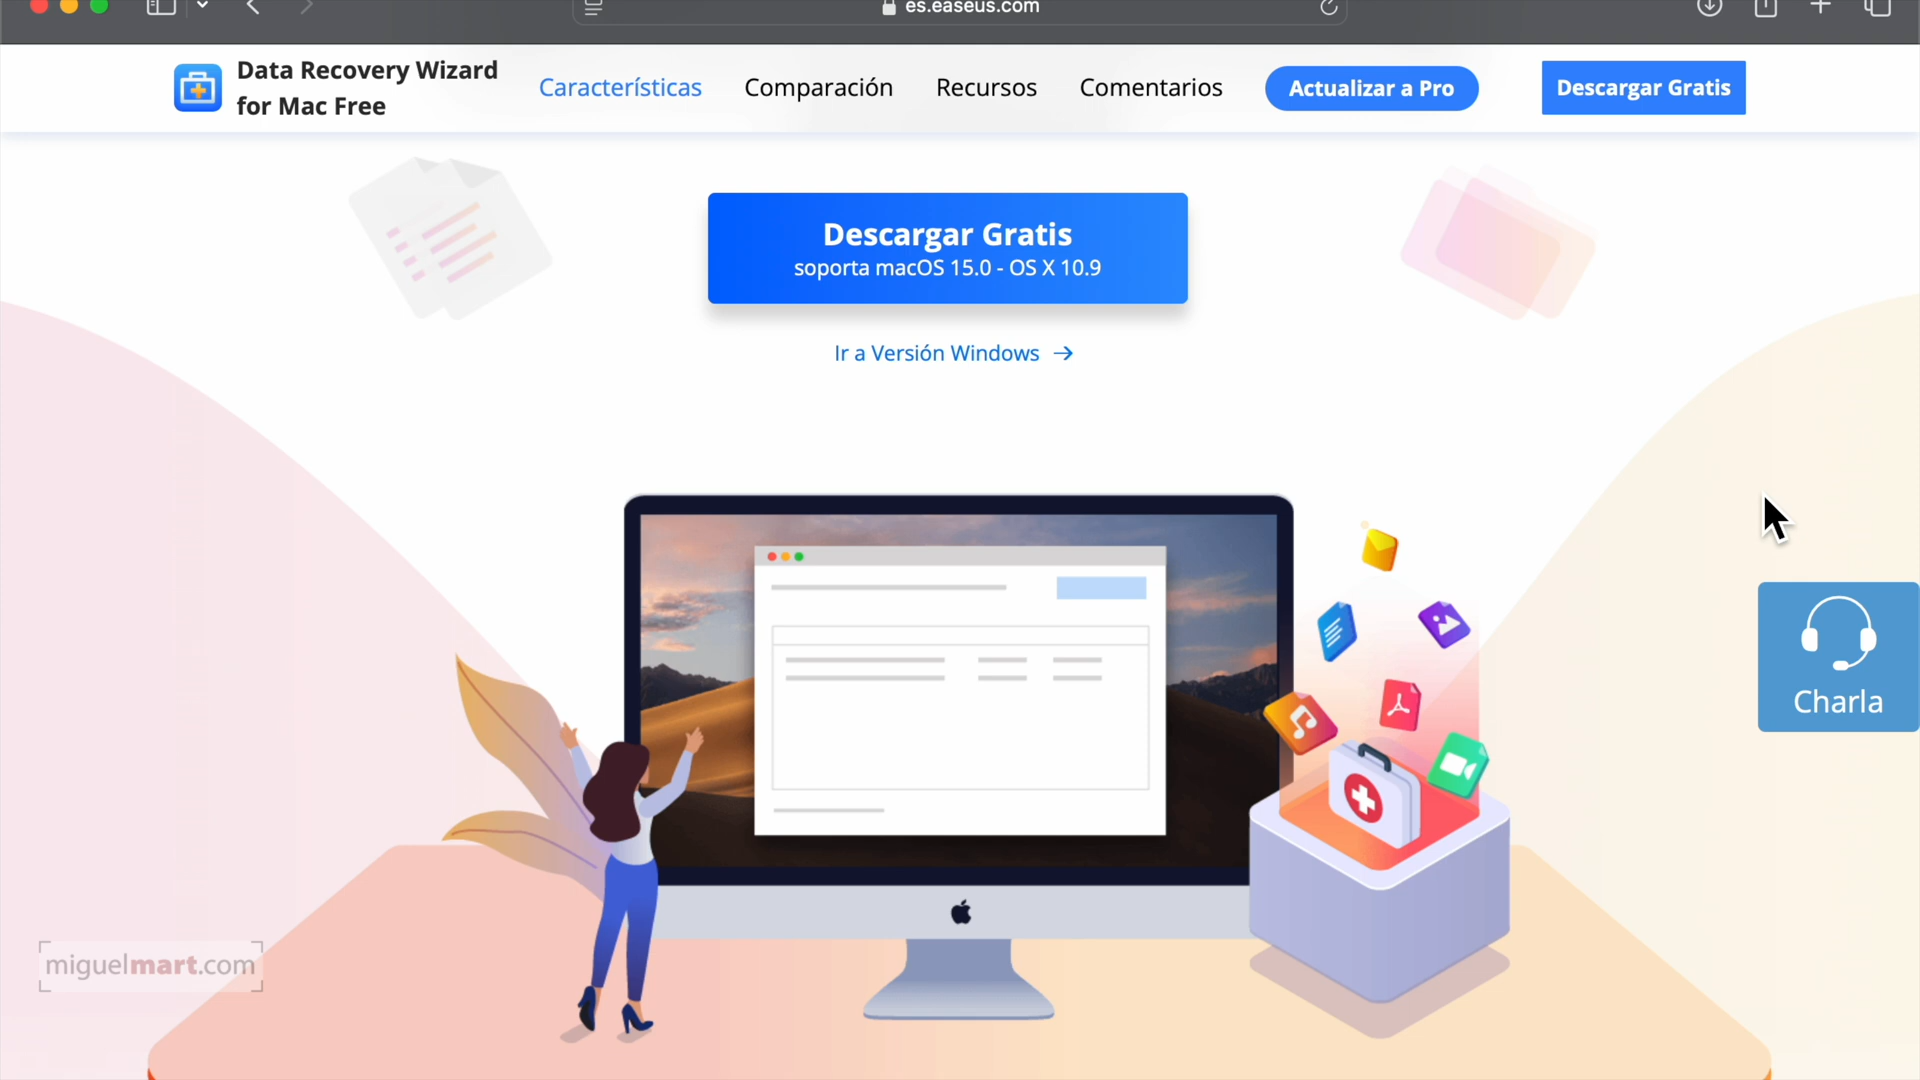 es.easeus.com
Data Recovery Wizard
for Mac Free
Características
Comparación
Recursos
Comentarios
Actualizar a Pro
Descargar Gratis
Descargar Gratis
soporta macOS 15.0 - OS X 10.9
Ir a Versión Windows →
Charla
miguelmart.com